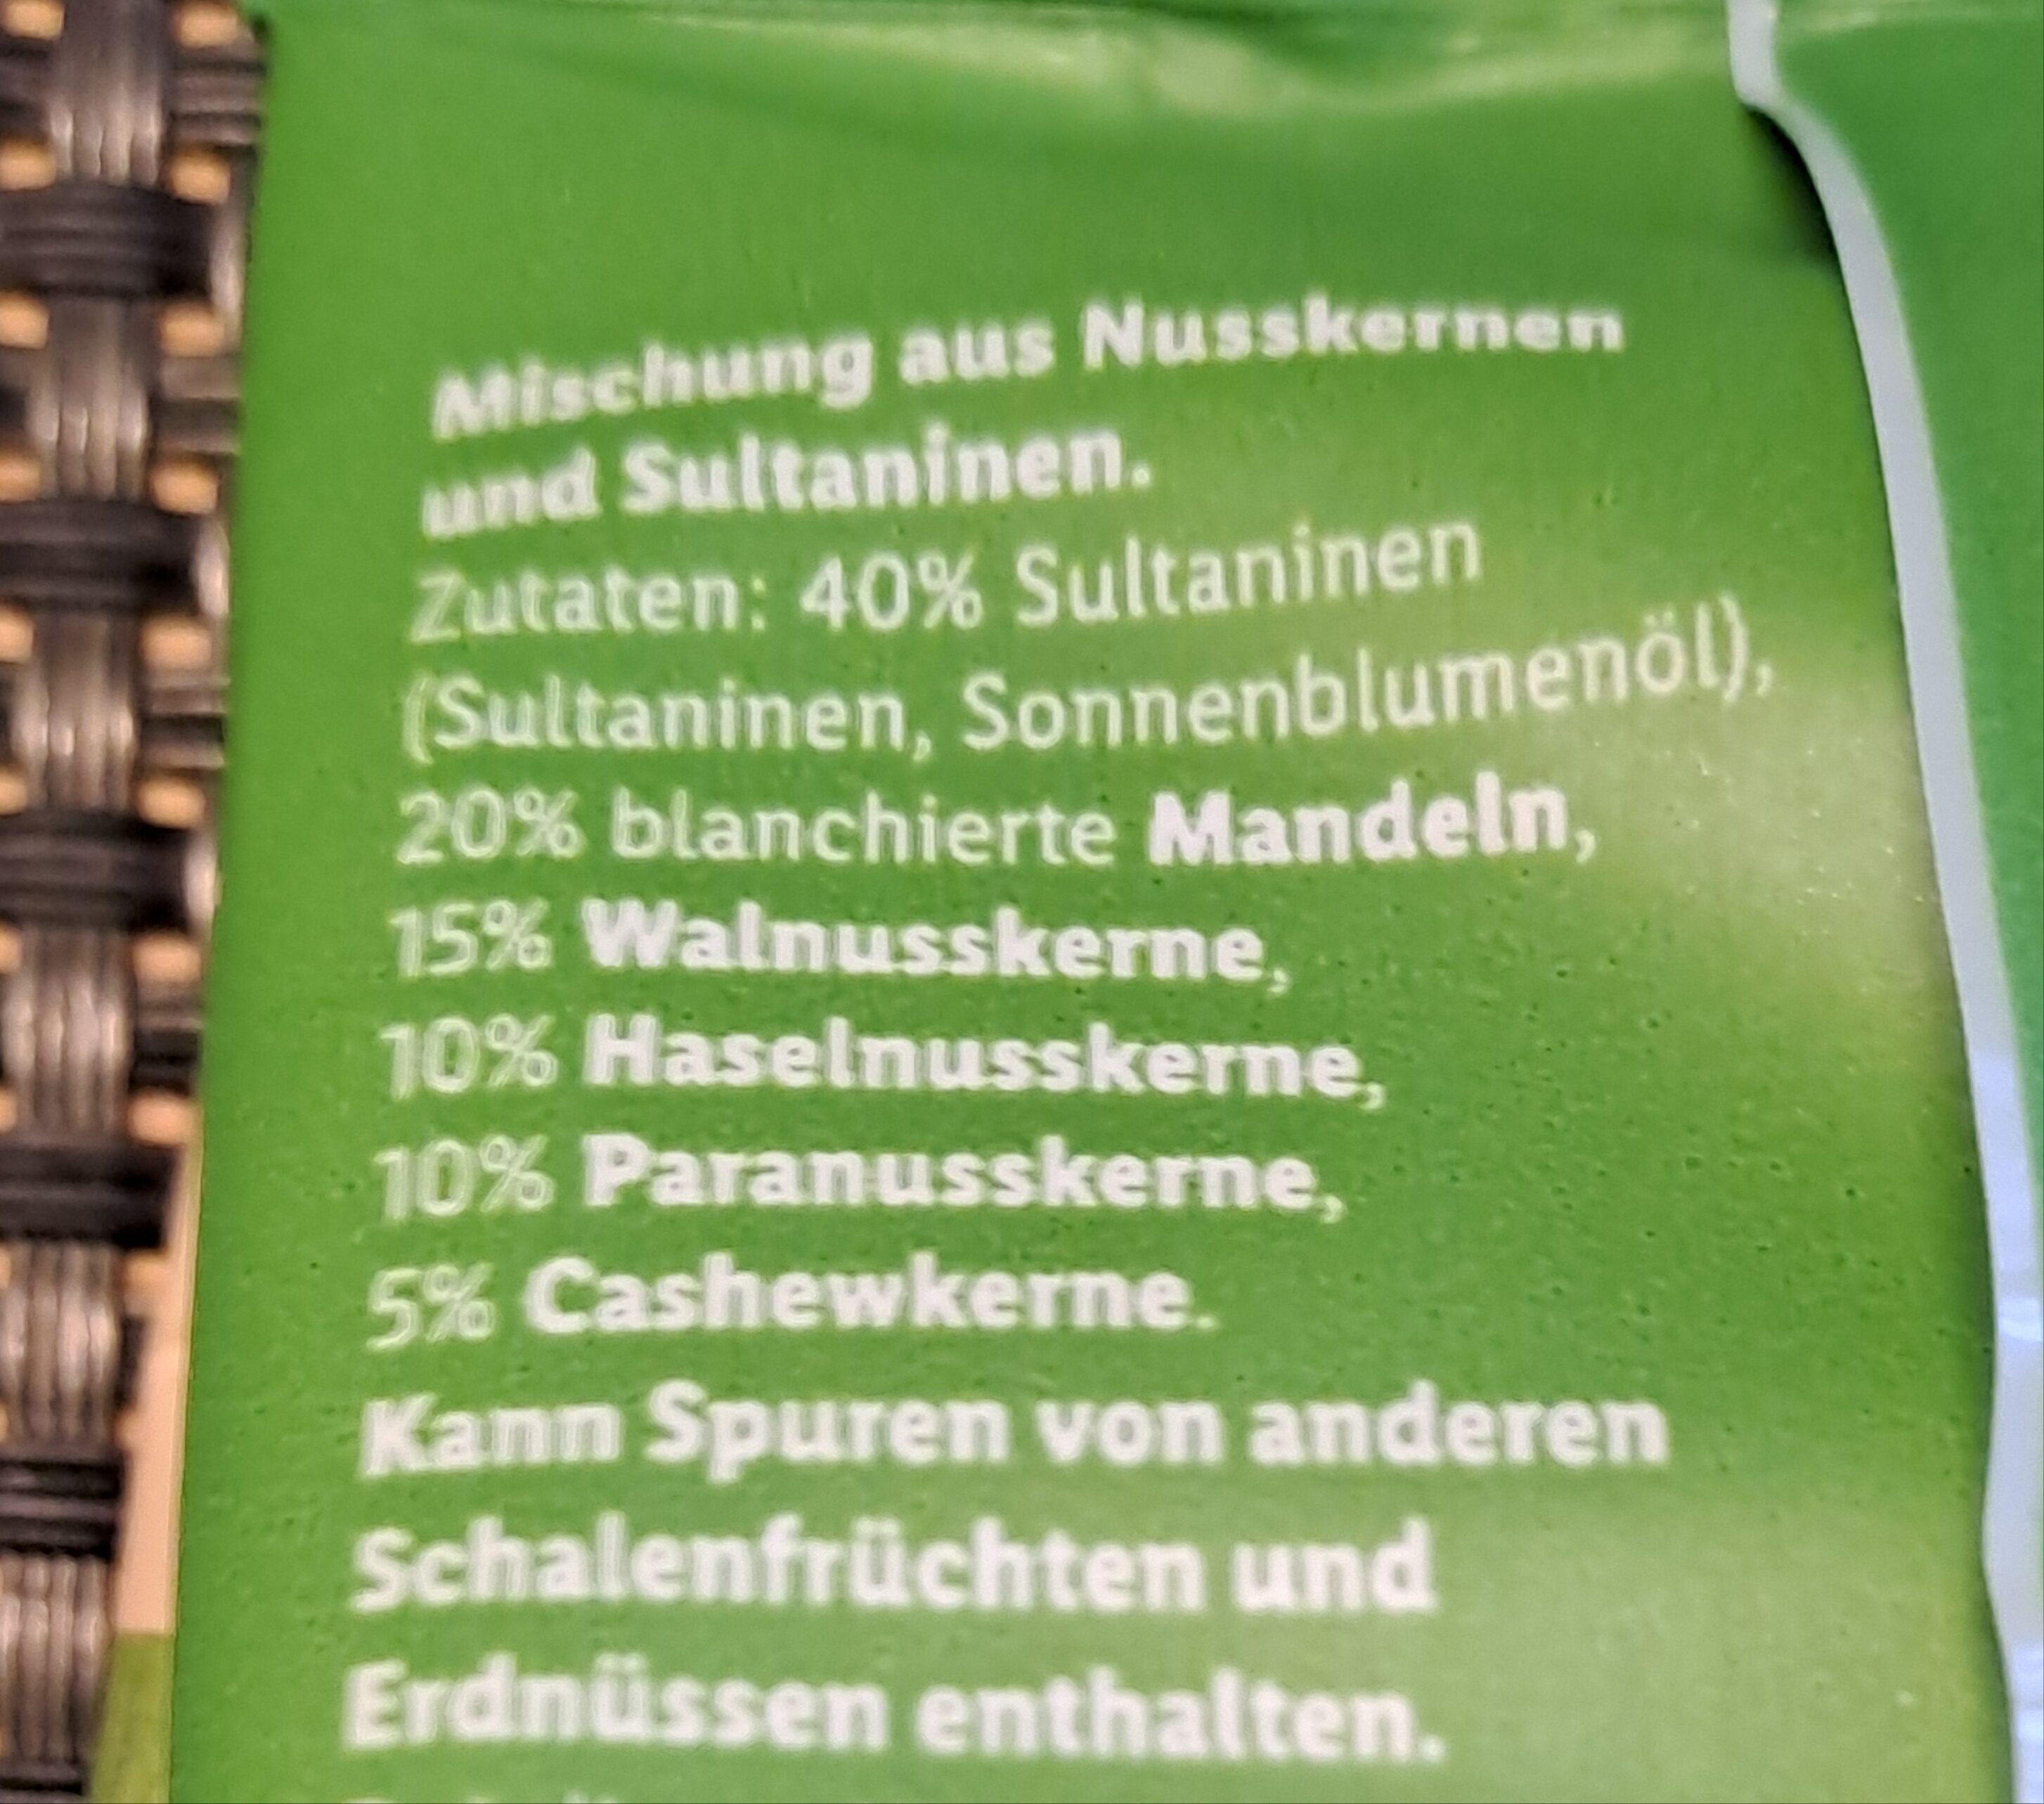 Mischung aus Nusskernen
und Sultaninen.
Zutaten: 40% Sultaninen
(Sultaninen, Sonnenblumenöl),
20% blanchierte Mandeln,
15% Walnusskerne,
10% Haselnusskerne,
10% Paranusskerne,
5% Cashewkerne.
Kann Spuren von anderen
Schalenfrüchten und
Erdnüssen enthalten.